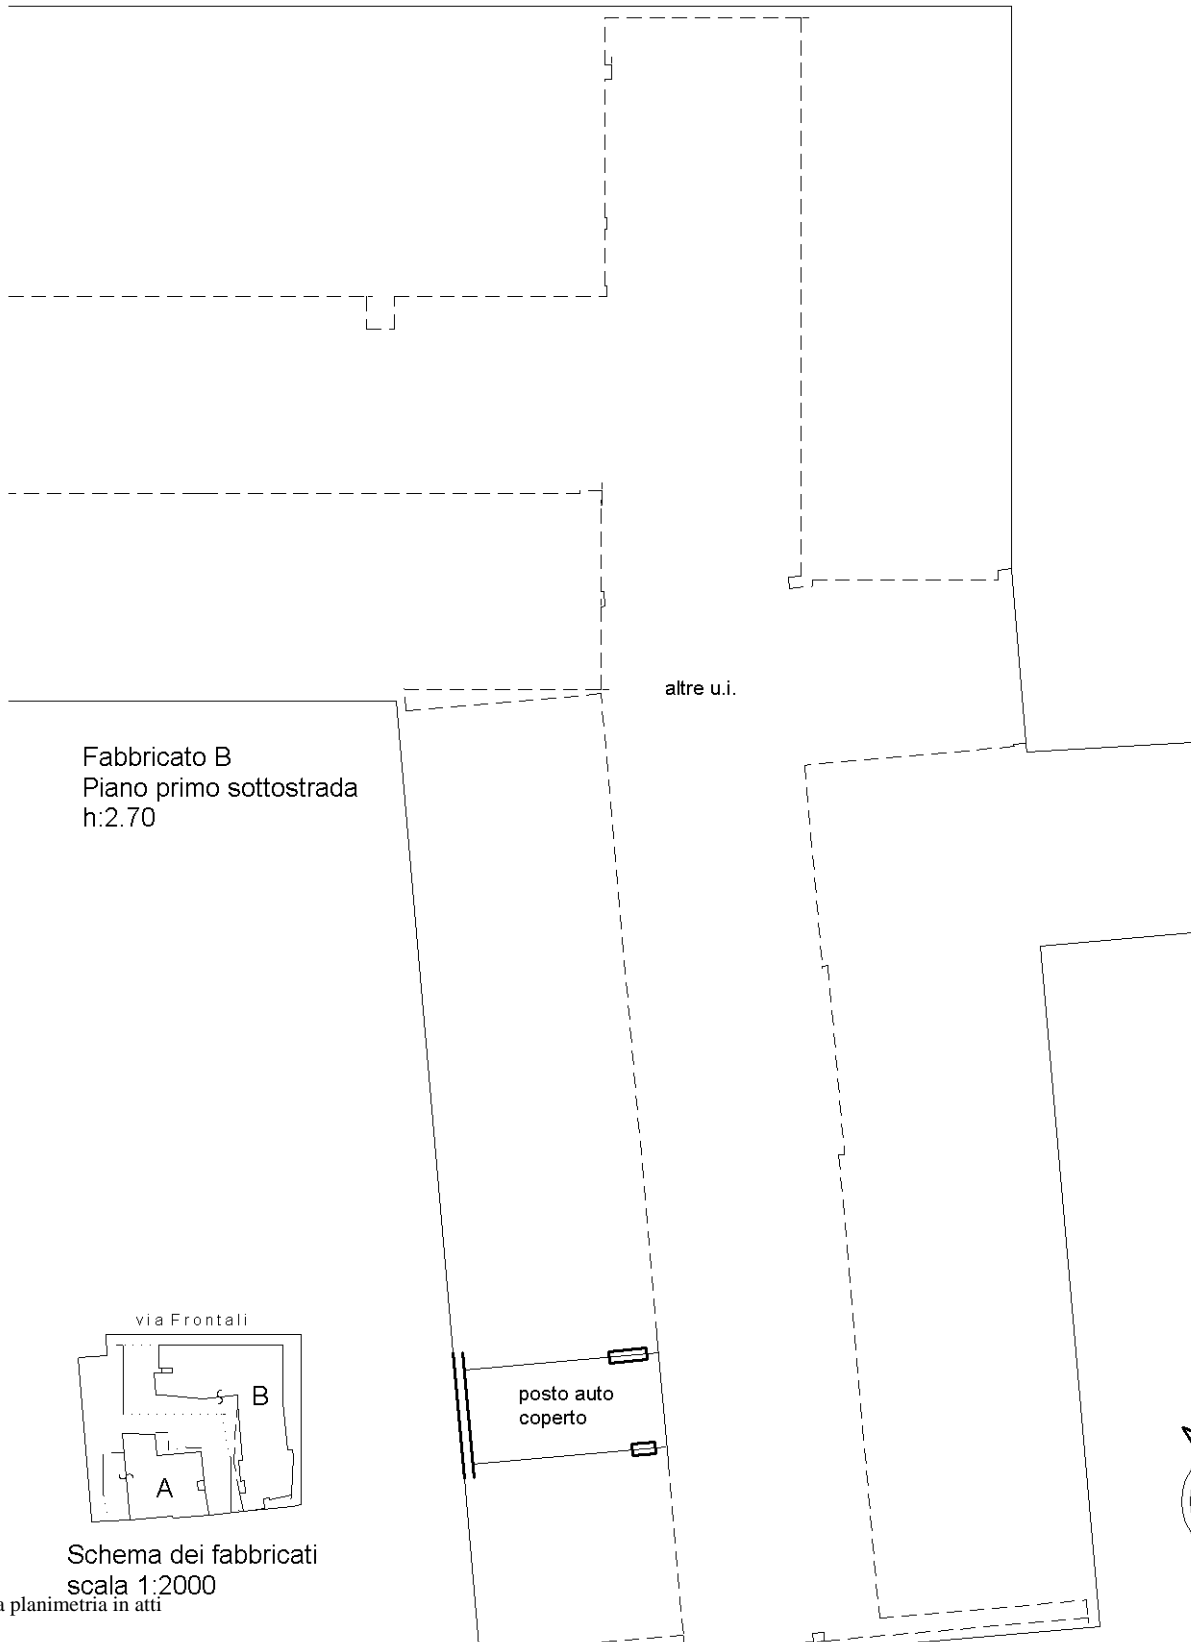 altre u.i.
Fabbricato B
Piano primo sottostrada
h:2.70
via Frontali
B
A
posto auto
coperto
Schema dei fabbricati
scala 1:2000
a planimetria in atti